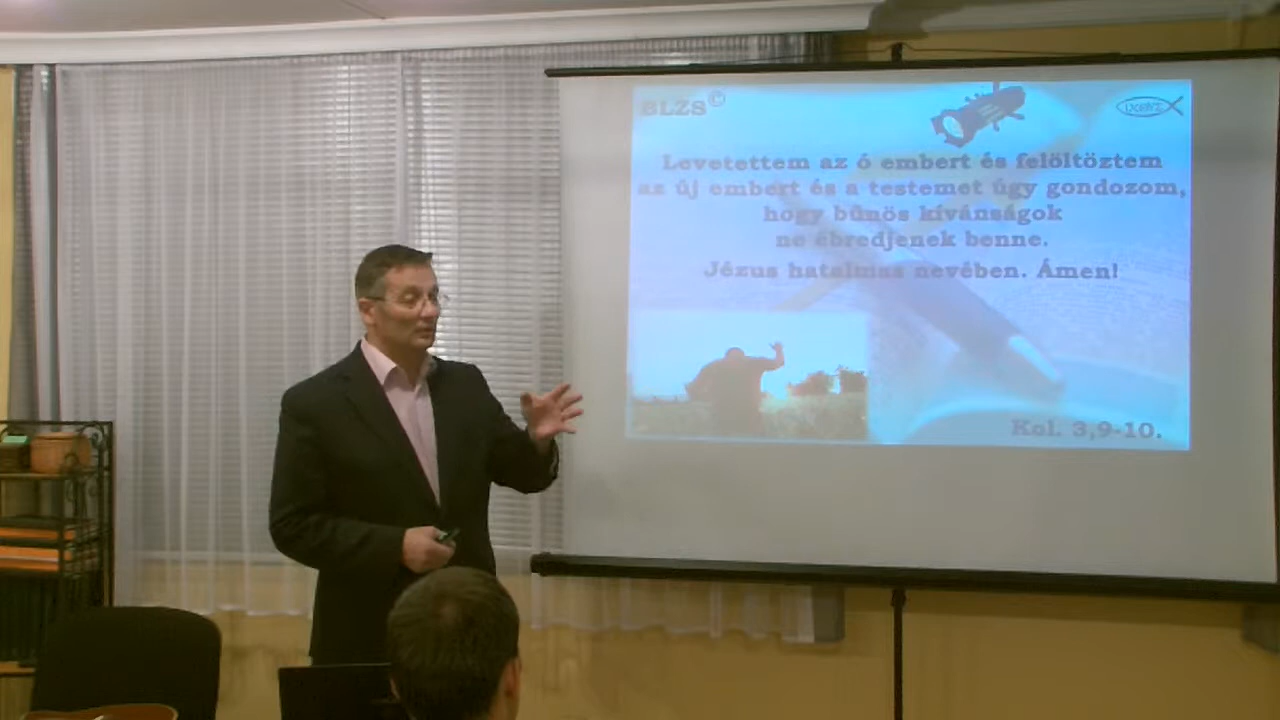 BLZS©
Levetettem az ó embert és felöltöztem
az új embert és a testemet úgy gondozom,
hogy bűnös kívánságok
ne ébredjenek benne.
Jézus hatalmas nevében. Ámen!
Kol. 3,9-10.